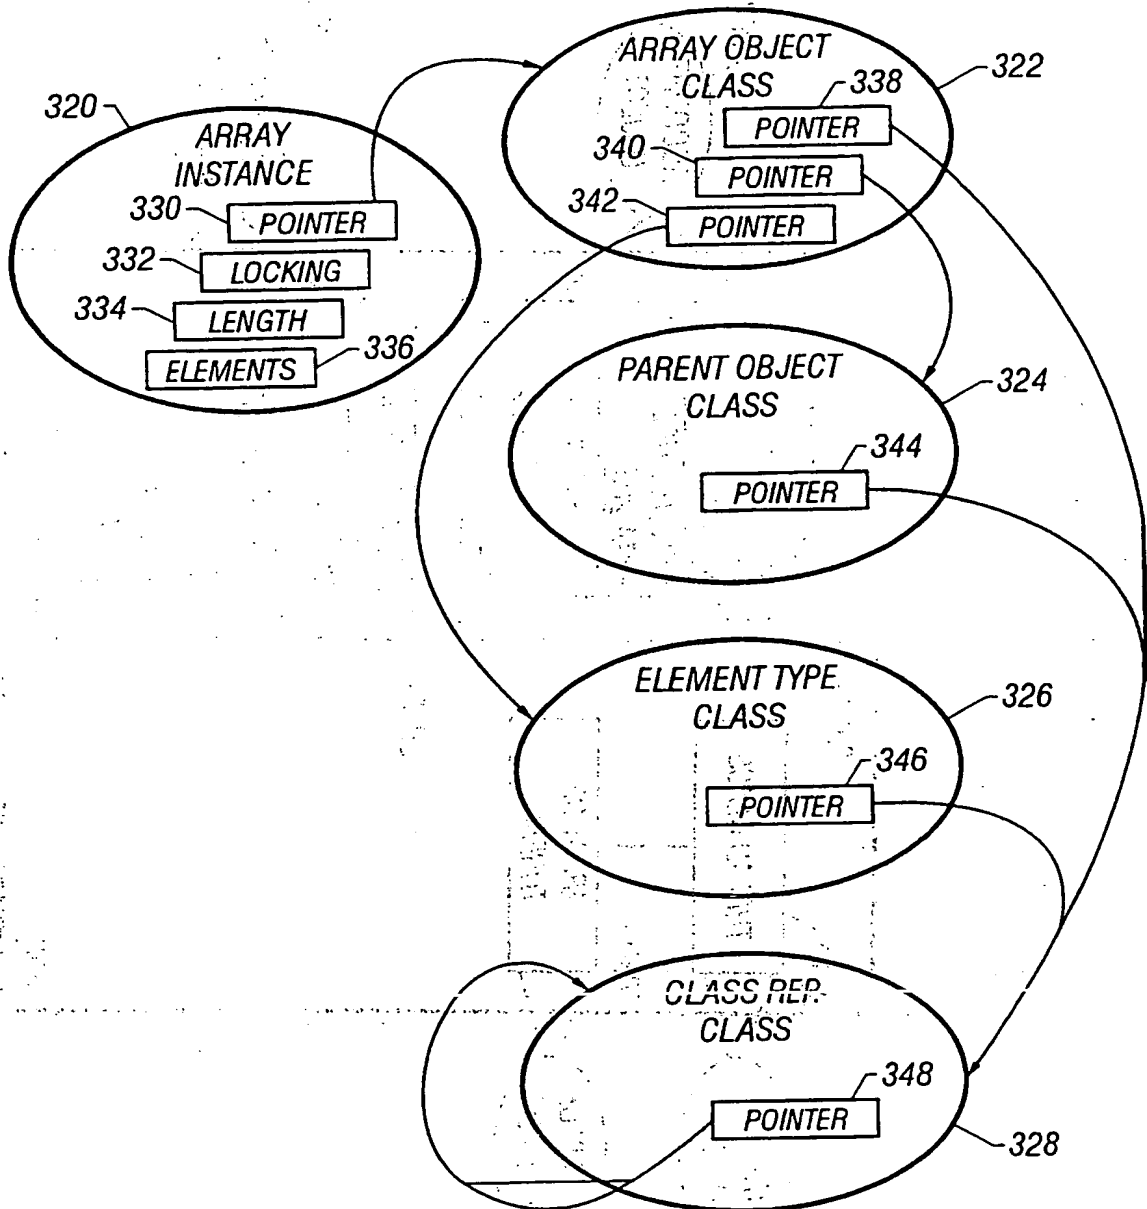 320
ARRAY
INSTANCE
330
POINTER
332
LOCKING
334
LENGTH
ELEMENTS
336
ARRAY OBJECT
CLASS
322
338
POINTER
340
POINTER
342
POINTER
PARENT OBJECT
CLASS
324
344
POINTER
ELEMENT TYPE
CLASS
326
346
POINTER
CLASS REP.
CLASS
348
POINTER
328